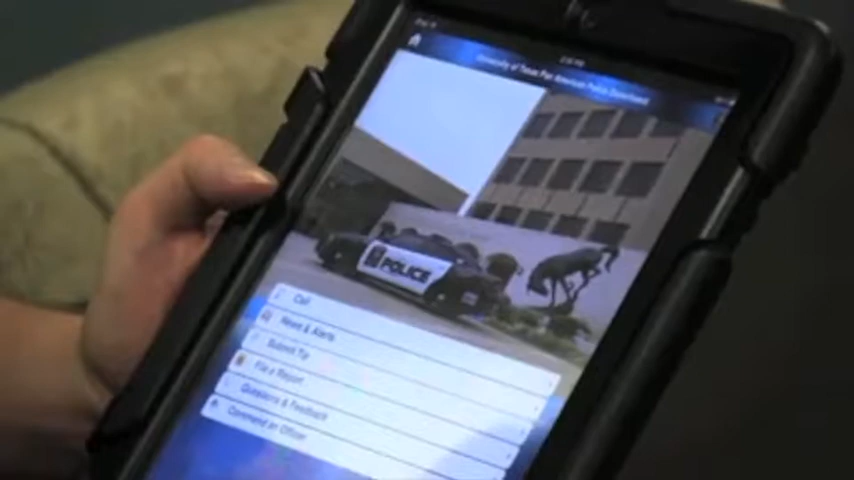 University of Texas Pan American Police Department
POLICE
Call
News & Alerts
Submit Tip
File a Report
Questions & Feedback
Commend an Officer